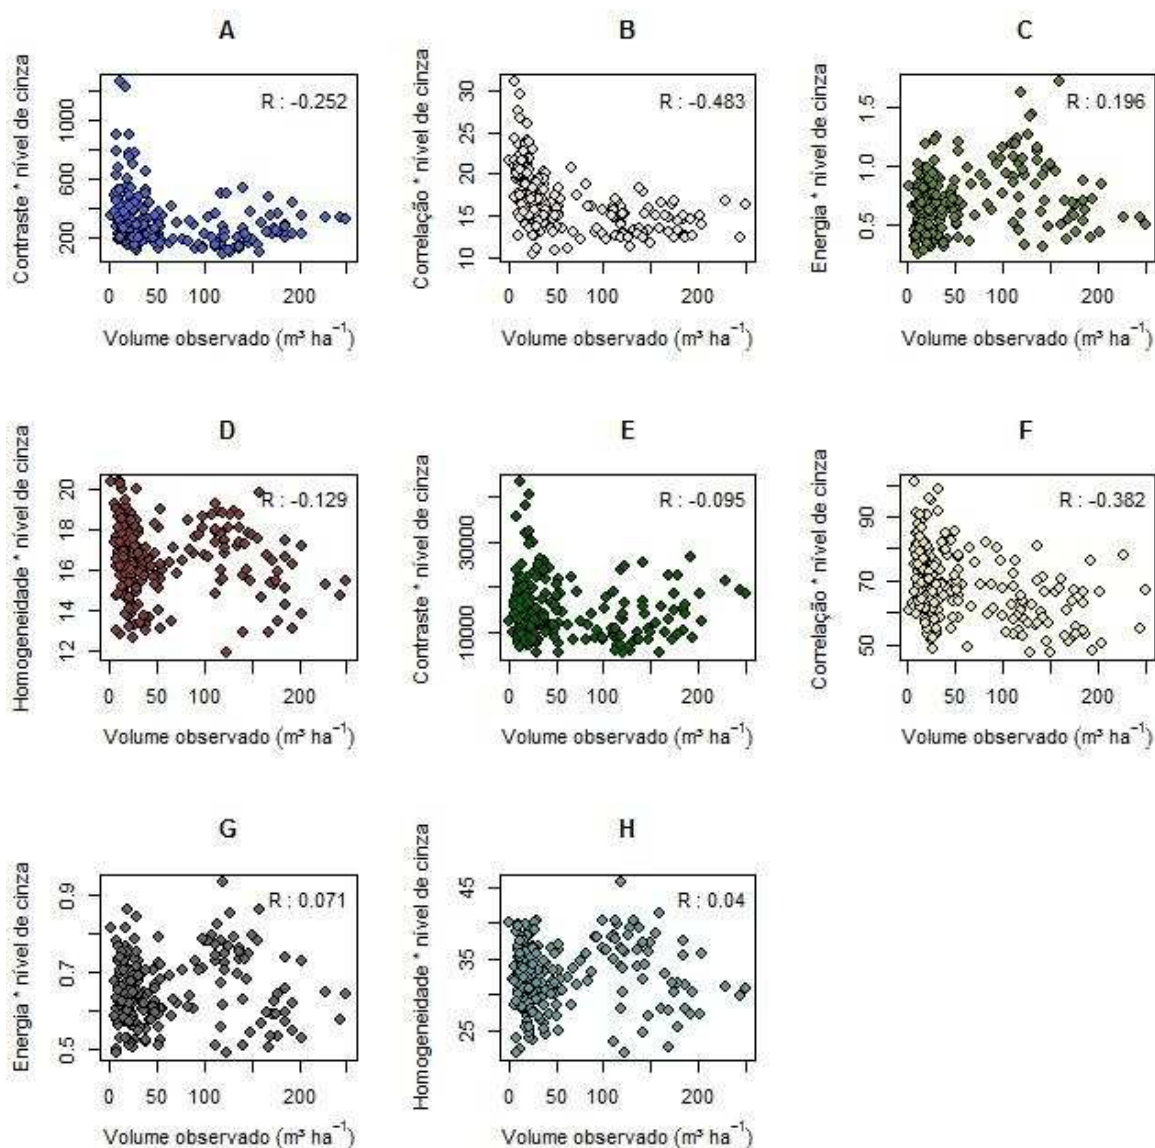 A
Contraste * nível de cinza
1000
600
200
R : -0.252
0 50 100 200
Volume observado (m³ ha⁻¹)
B
Correlação * nível de cinza
30
25
20
15
10
R : -0.483
0 50 100 200
Volume observado (m³ ha⁻¹)
C
Energia * nível de cinza
1.5
1.0
0.5
R : 0.196
0 50 100 200
Volume observado (m³ ha⁻¹)
D
Homogeneidade * nível de cinza
20
18
16
14
12
R : -0.129
0 50 100 200
Volume observado (m³ ha⁻¹)
E
Contraste * nível de cinza
30000
10000
R : -0.095
0 50 100 200
Volume observado (m³ ha⁻¹)
F
Correlação * nível de cinza
90
70
50
R : -0.382
0 50 100 200
Volume observado (m³ ha⁻¹)
G
Energia * nível de cinza
0.9
0.7
0.5
R : 0.071
0 50 100 200
Volume observado (m³ ha⁻¹)
H
Homogeneidade * nível de cinza
45
35
25
R : 0.04
0 50 100 200
Volume observado (m³ ha⁻¹)